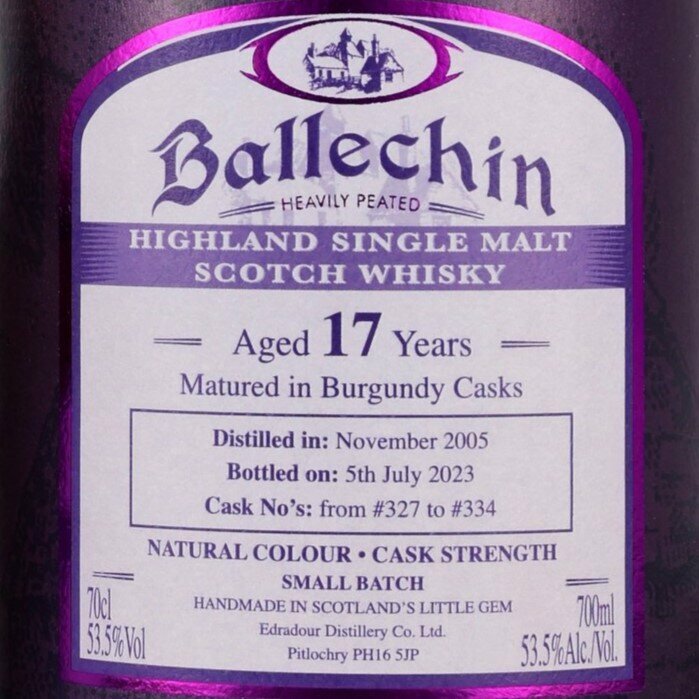 Ballechin
HEAVILY PEATED
HIGHLAND SINGLE MALT
SCOTCH WHISKY
Aged 17 Years
Matured in Burgundy Casks
Distilled in: November 2005
Bottled on: 5th July 2023
Cask No's: from #327 to #334
NATURAL COLOUR • CASK STRENGTH
SMALL BATCH
HANDMADE IN SCOTLAND'S LITTLE GEM
Edradour Distillery Co. Ltd.
Pitlochry PH16 5JP
70cl
53.5%Vol
700ml
53.5%Alc./Vol.